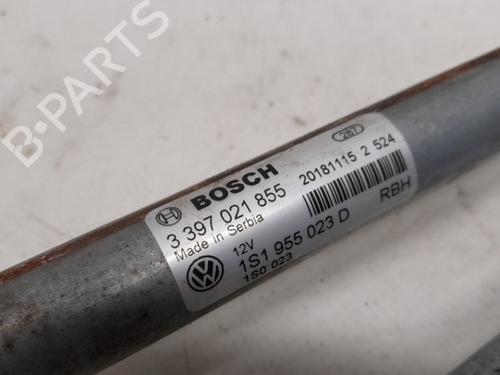 B-PARTS
BOSCH
287
3 397 021 855
20181115 2 524
Made in Serbia
12V
1S1 955 023 D
RBH
1S0 023